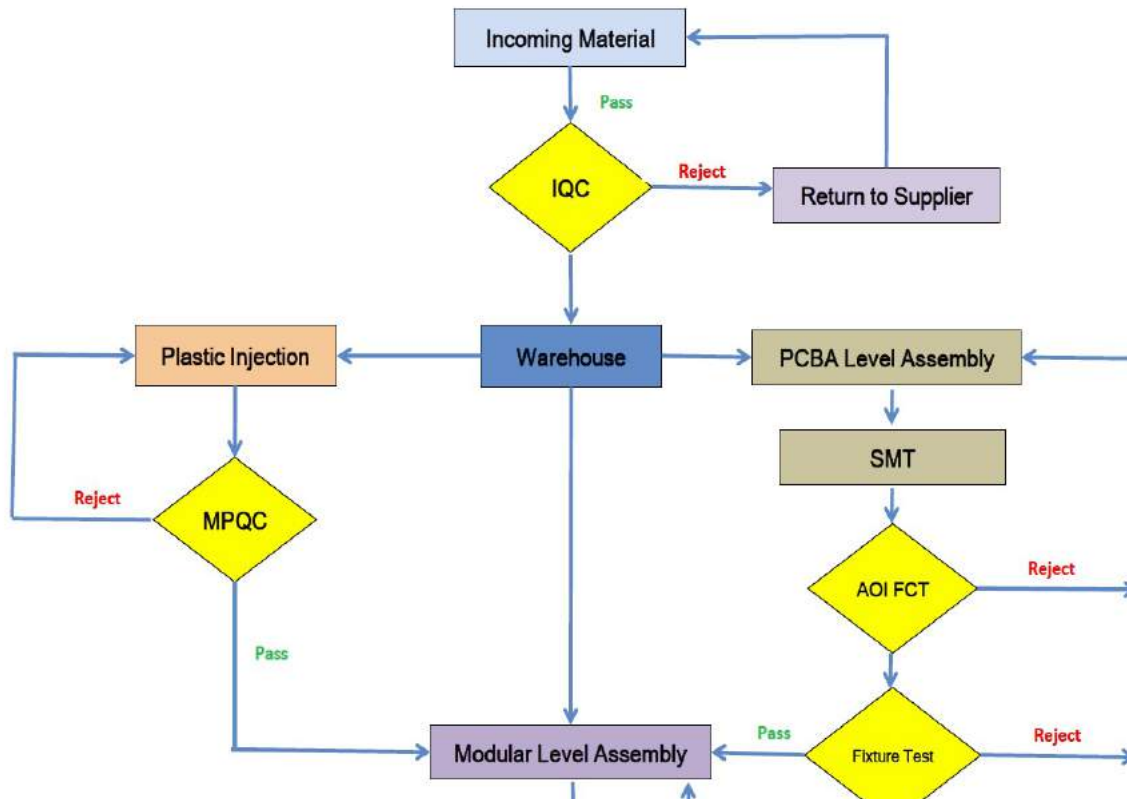 Incoming Material
Pass
IQC
Reject
Return to Supplier
Plastic Injection
Warehouse
PCBA Level Assembly
SMT
Reject
MPQC
AOI FCT
Reject
Pass
Modular Level Assembly
Pass
Fixture Test
Reject